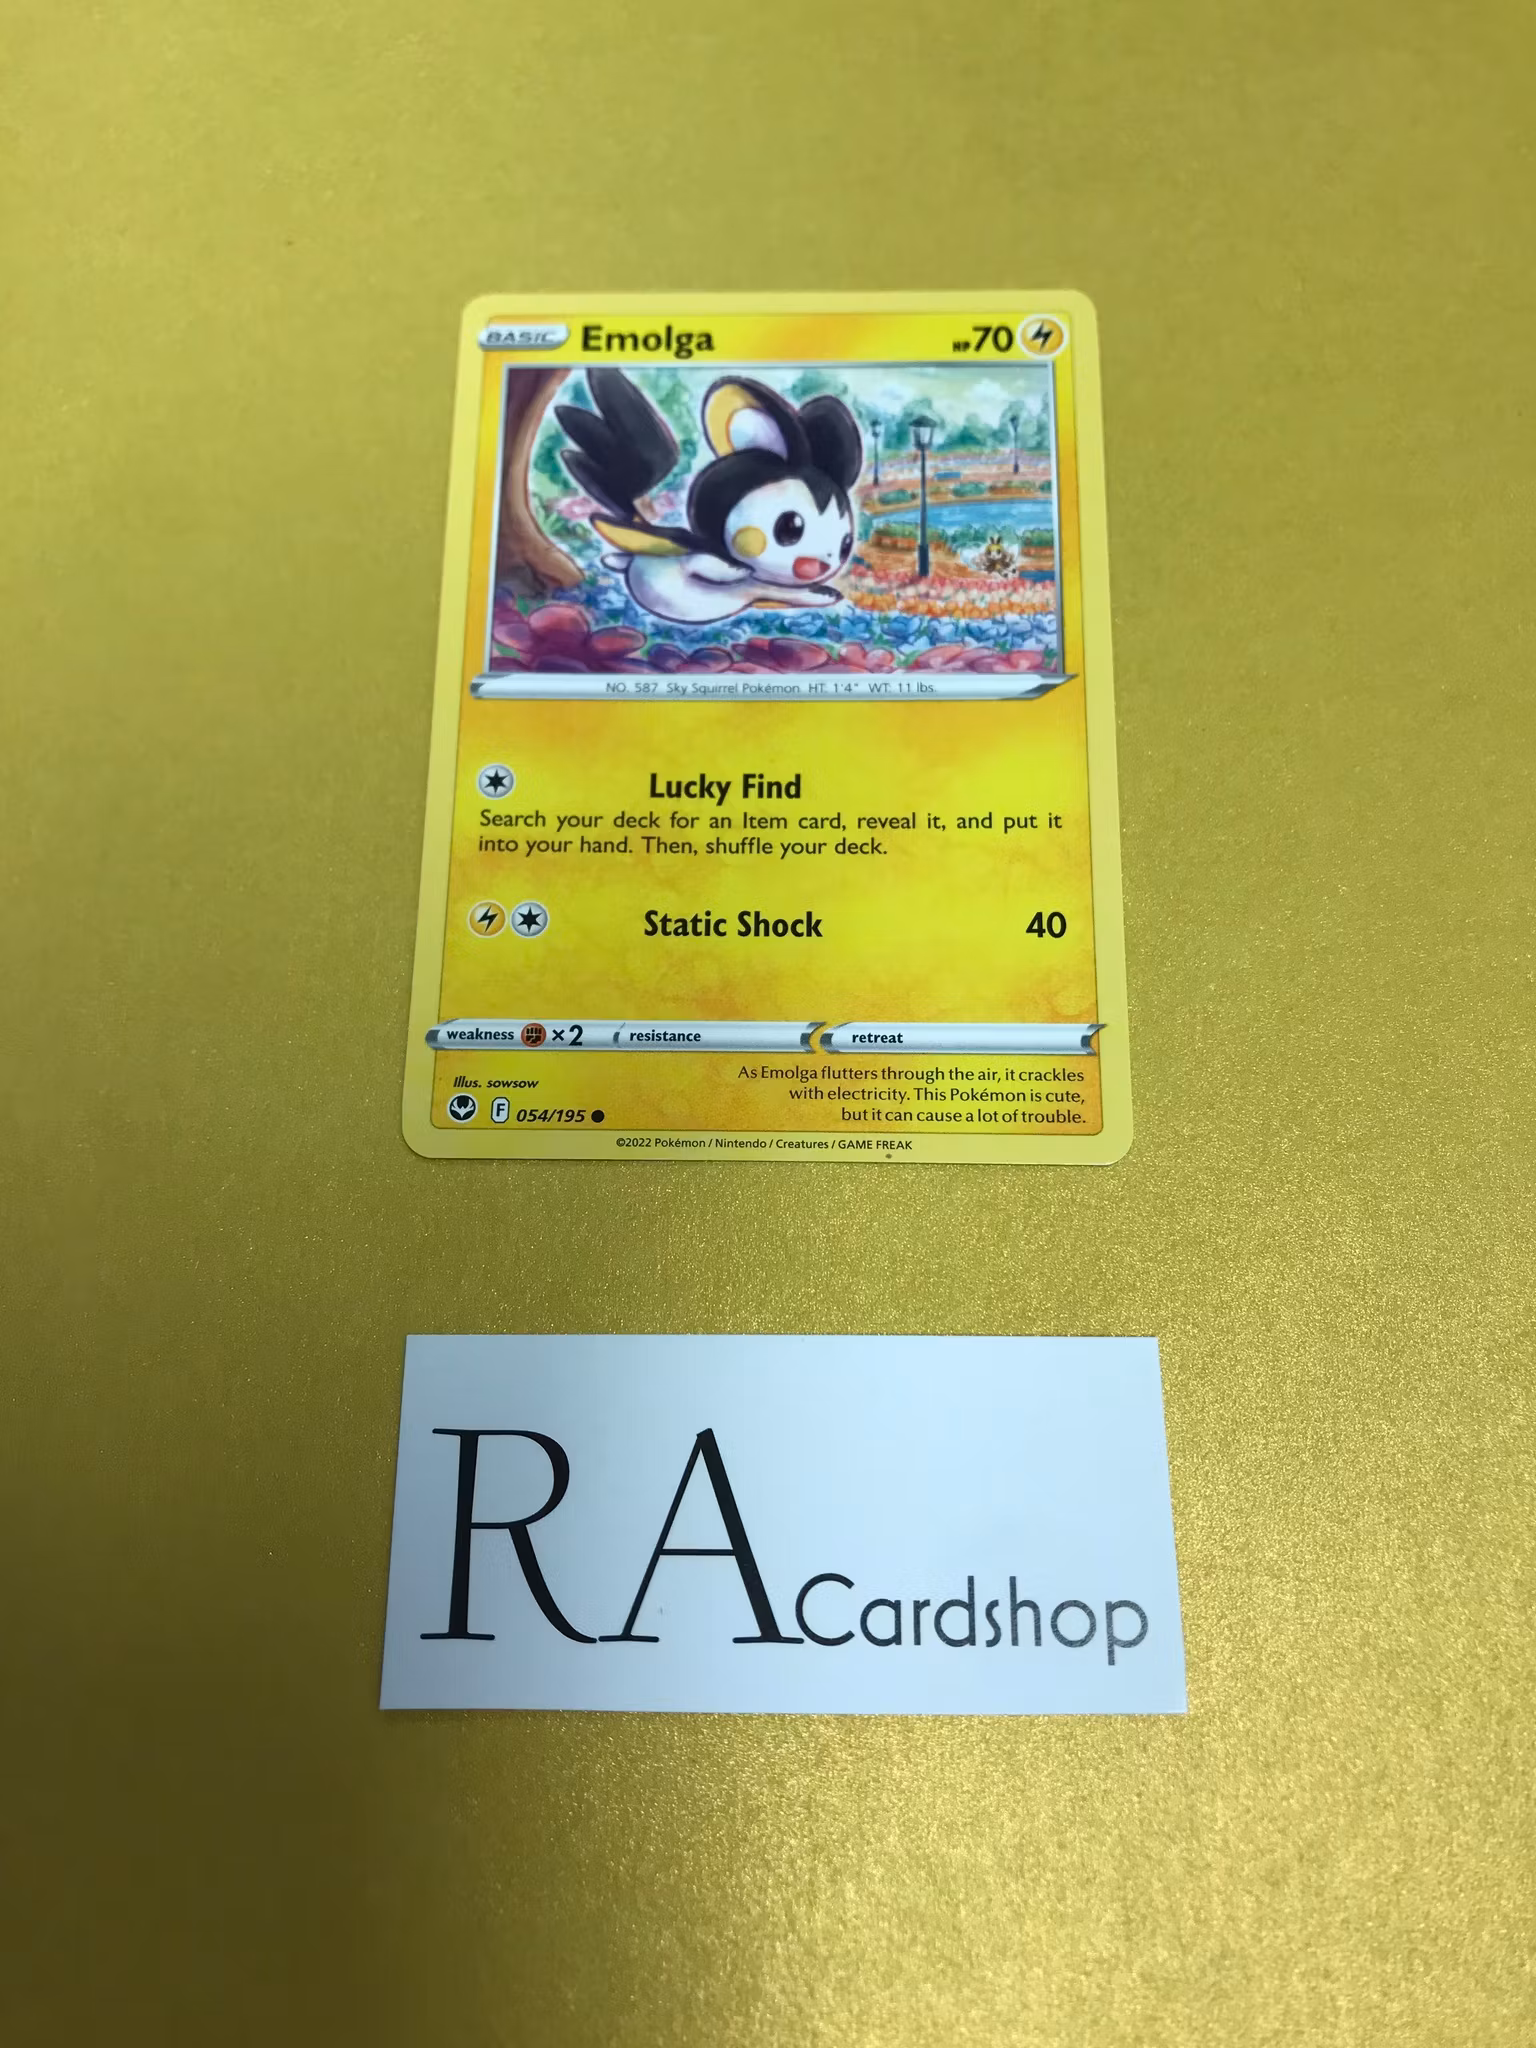 BASIC Emolga HP70
NO. 587 Sky Squirrel Pokémon HT: 1'4" WT: 11 lbs.
Lucky Find
Search your deck for an Item card, reveal it, and put it
into your hand. Then, shuffle your deck.
Static Shock 40
weakness ×2 resistance retreat
Illus. sowsow
As Emolga flutters through the air, it crackles
with electricity. This Pokémon is cute,
but it can cause a lot of trouble.
F 054/195
©2022 Pokémon / Nintendo / Creatures / GAME FREAK
RA Cardshop